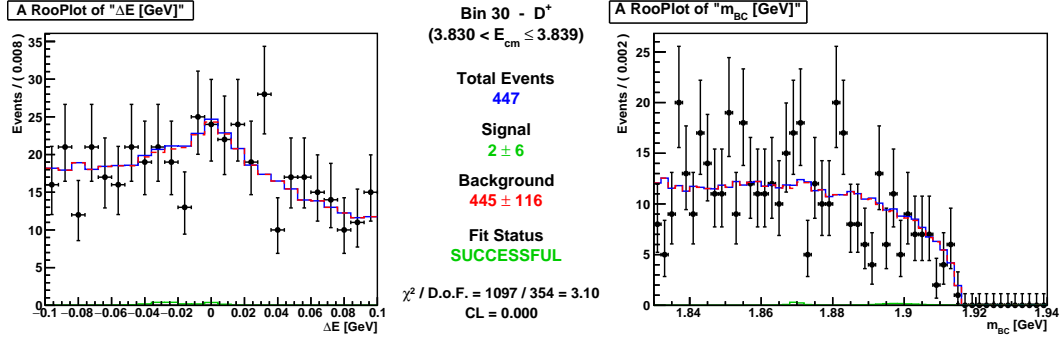 A RooPlot of "ΔE [GeV]"
Events / ( 0.008 )
35
30
25
20
15
10
5
0
−0.1 −0.08 −0.06 −0.04 −0.02 0 0.02 0.04 0.06 0.08 0.1
ΔE [GeV]
Bin 30 - D⁺
(3.830 < E_cm ≤ 3.839)
Total Events
447
Signal
2 ± 6
Background
445 ± 116
Fit Status
SUCCESSFUL
χ² / D.o.F. = 1097 / 354 = 3.10
CL = 0.000
A RooPlot of "m_BC [GeV]"
Events / ( 0.002 )
25
20
15
10
5
0
1.84 1.86 1.88 1.9 1.92 1.94
m_BC [GeV]